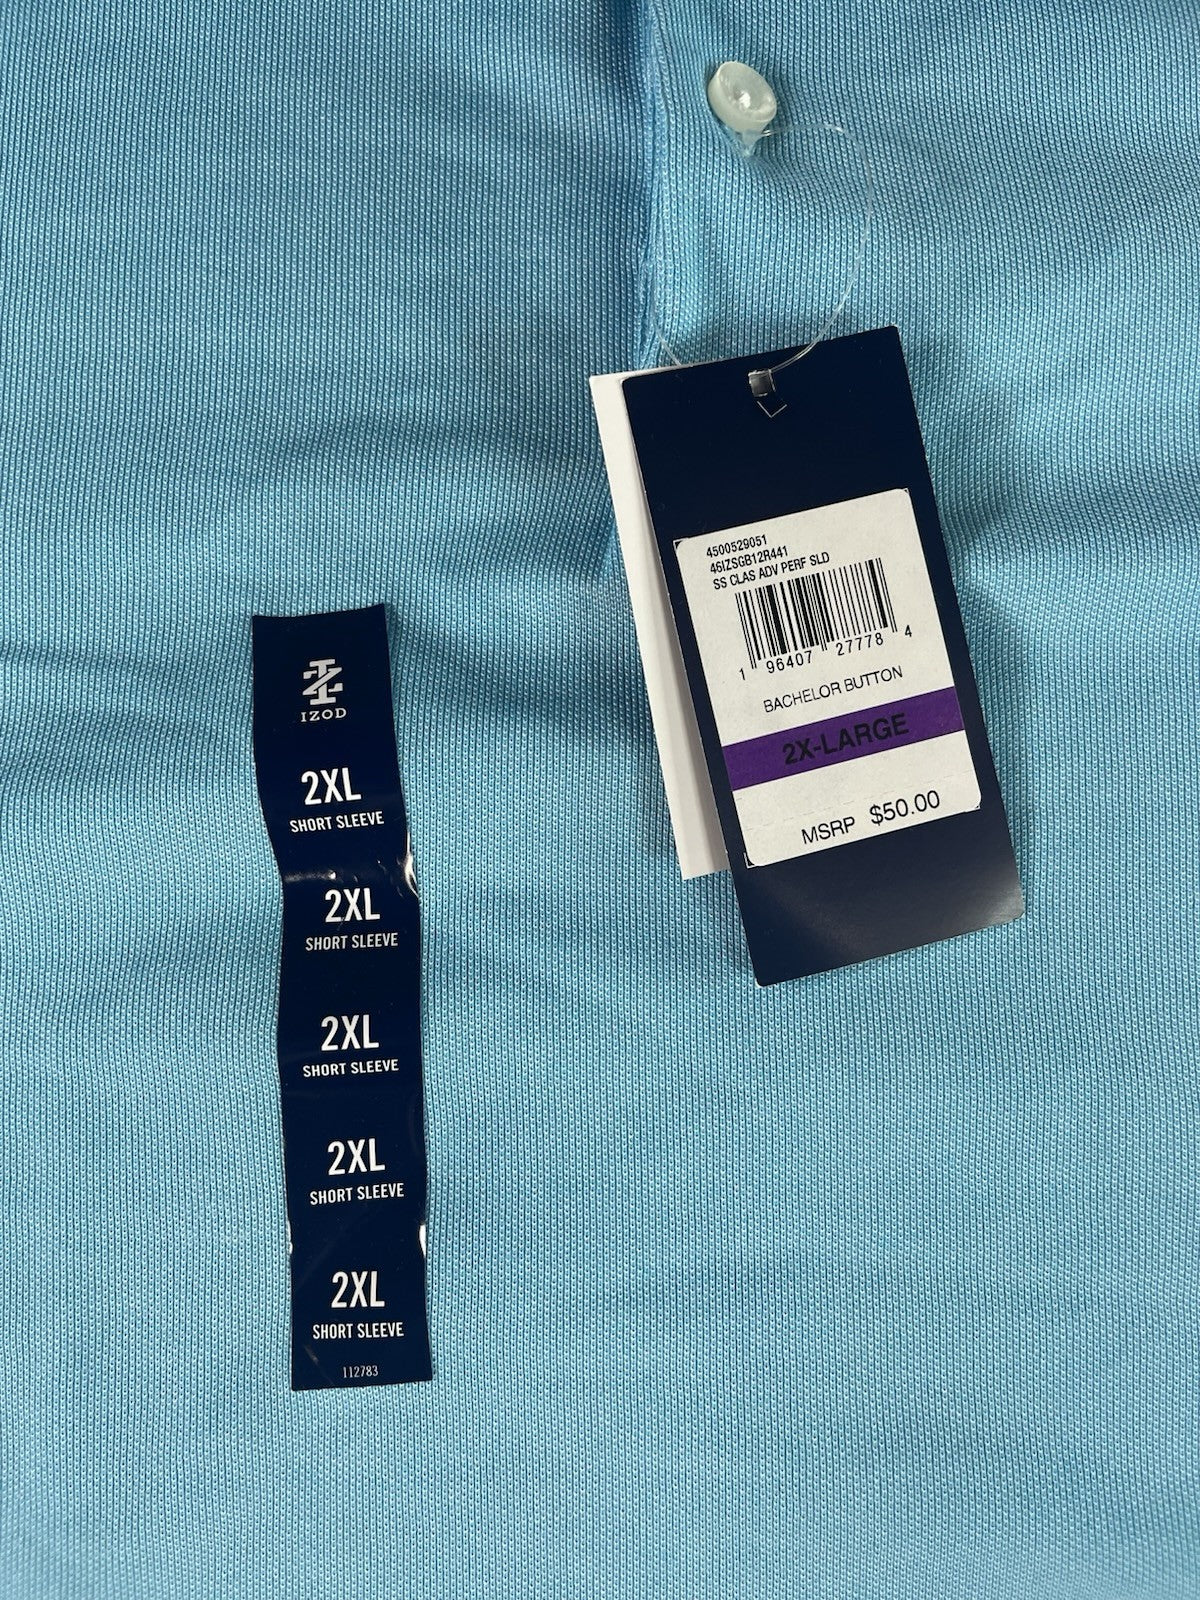 4500529051
46IZSGB12R441
SS CLAS ADV PERF SLD
1 96407 27778 4
BACHELOR BUTTON
2X-LARGE
MSRP $50.00
IZOD
2XL
SHORT SLEEVE
2XL
SHORT SLEEVE
2XL
SHORT SLEEVE
2XL
SHORT SLEEVE
2XL
SHORT SLEEVE
112783